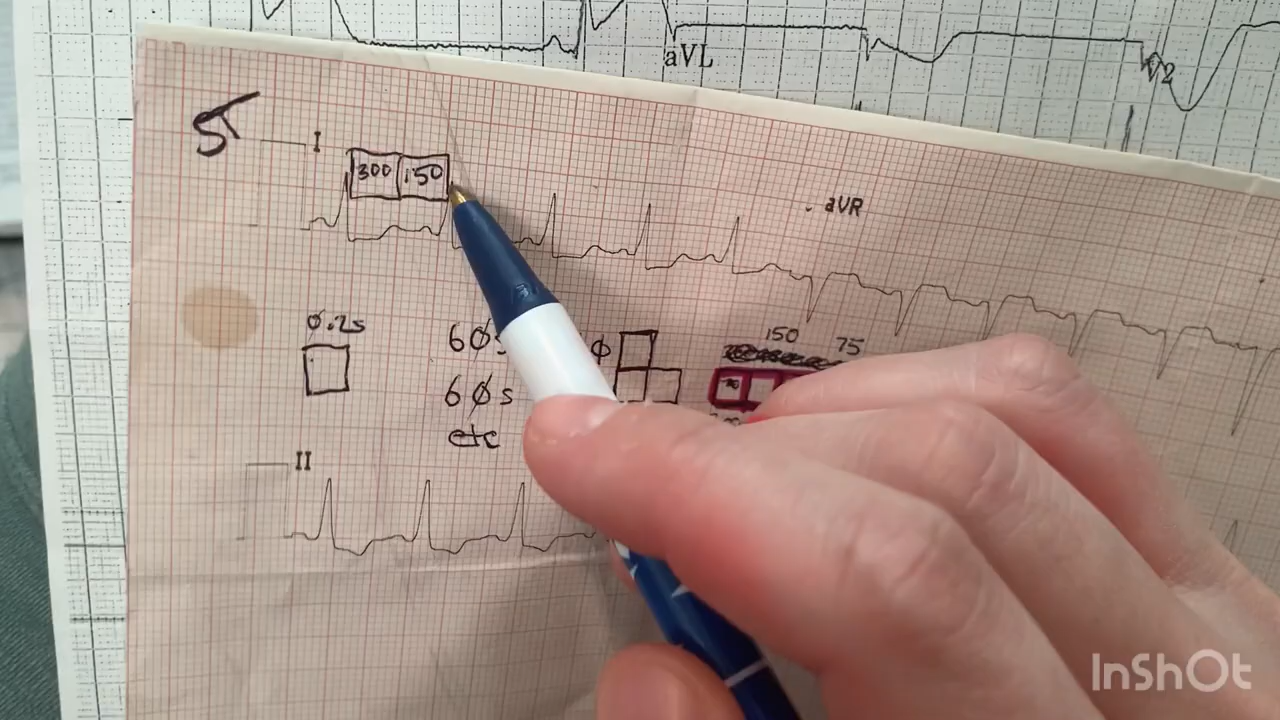 aVL
V2
ST
I
300 150
aVR
0.2s
60s
150 75
60s
etc
II
InShOt